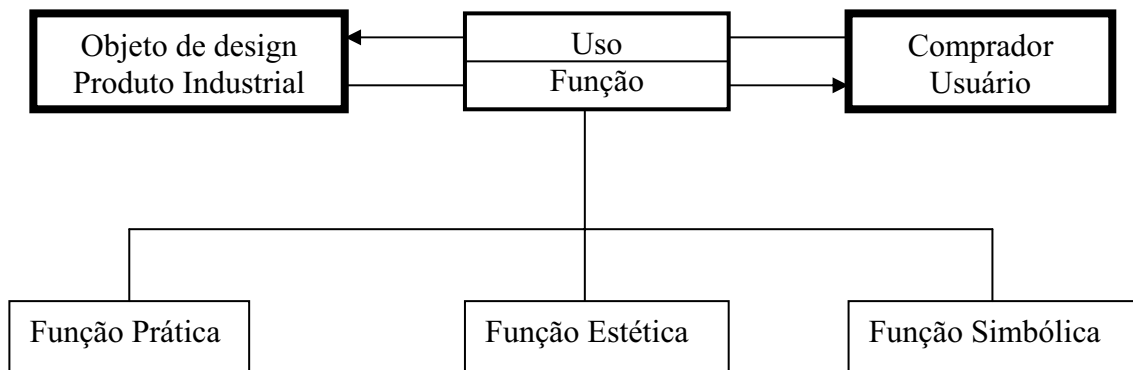 Objeto de design
Produto Industrial
Uso
Função
Comprador
Usuário
Função Prática
Função Estética
Função Simbólica